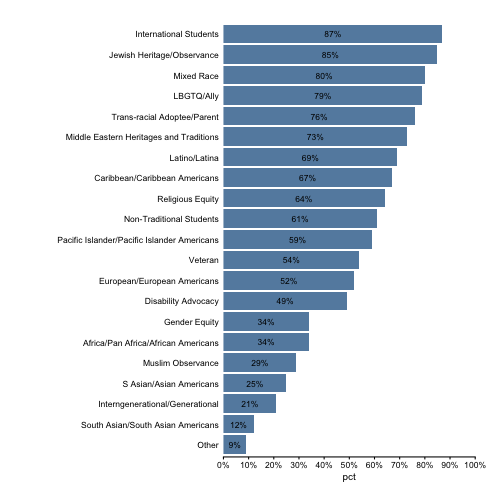 International Students 87%
Jewish Heritage/Observance 85%
Mixed Race 80%
LBGTQ/Ally 79%
Trans-racial Adoptee/Parent 76%
Middle Eastern Heritages and Traditions 73%
Latino/Latina 69%
Caribbean/Caribbean Americans 67%
Religious Equity 64%
Non-Traditional Students 61%
Pacific Islander/Pacific Islander Americans 59%
Veteran 54%
European/European Americans 52%
Disability Advocacy 49%
Gender Equity 34%
Africa/Pan Africa/African Americans 34%
Muslim Observance 29%
S Asian/Asian Americans 25%
Interngenerational/Generational 21%
South Asian/South Asian Americans 12%
Other 9%
0% 10% 20% 30% 40% 50% 60% 70% 80% 90% 100%
pct